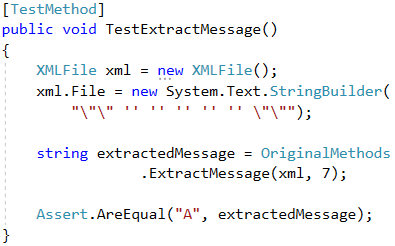 [TestMethod]
public void TestExtractMessage()
{
XMLFile xml = new XMLFile();
xml.File = new System.Text.StringBuilder(
"\"\" '' '' '' '' '' \"\"");
string extractedMessage = OriginalMethods
.ExtractMessage(xml, 7);
Assert.AreEqual("A", extractedMessage);
}